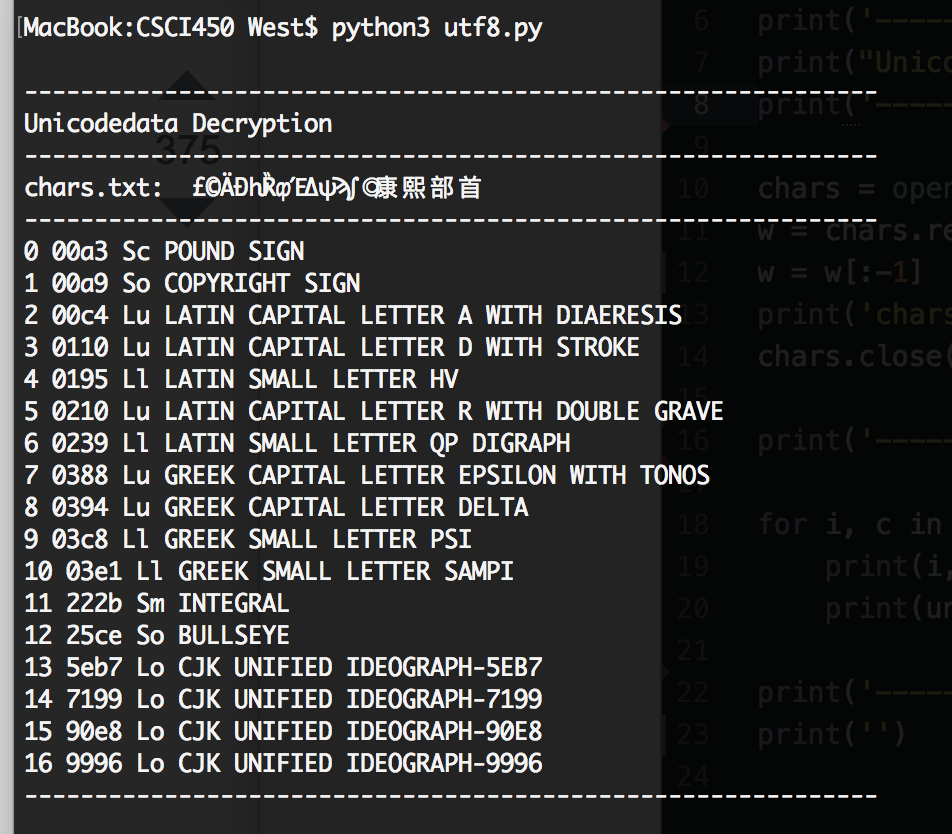 [MacBook:CSCI450 West$ python3 utf8.py
-------------------------------------------------------------
Unicodedata Decryption
-------------------------------------------------------------
chars.txt:  £©ÄĐƕȐȹΈΔψϡ∫◎康熙部首
-------------------------------------------------------------
0 00a3 Sc POUND SIGN
1 00a9 So COPYRIGHT SIGN
2 00c4 Lu LATIN CAPITAL LETTER A WITH DIAERESIS
3 0110 Lu LATIN CAPITAL LETTER D WITH STROKE
4 0195 Ll LATIN SMALL LETTER HV
5 0210 Lu LATIN CAPITAL LETTER R WITH DOUBLE GRAVE
6 0239 Ll LATIN SMALL LETTER QP DIGRAPH
7 0388 Lu GREEK CAPITAL LETTER EPSILON WITH TONOS
8 0394 Lu GREEK CAPITAL LETTER DELTA
9 03c8 Ll GREEK SMALL LETTER PSI
10 03e1 Ll GREEK SMALL LETTER SAMPI
11 222b Sm INTEGRAL
12 25ce So BULLSEYE
13 5eb7 Lo CJK UNIFIED IDEOGRAPH-5EB7
14 7199 Lo CJK UNIFIED IDEOGRAPH-7199
15 90e8 Lo CJK UNIFIED IDEOGRAPH-90E8
16 9996 Lo CJK UNIFIED IDEOGRAPH-9996
-------------------------------------------------------------
375
6 print('-----
7 print("Unico
8 print('-----
9
10 chars = open
11 w = chars.re
12 w = w[:-1]
13 print('chars
14 chars.close(
16 print('-----
18 for i, c in
19 print(i,
20 print(un
21
22 print('-----
23 print('')
24